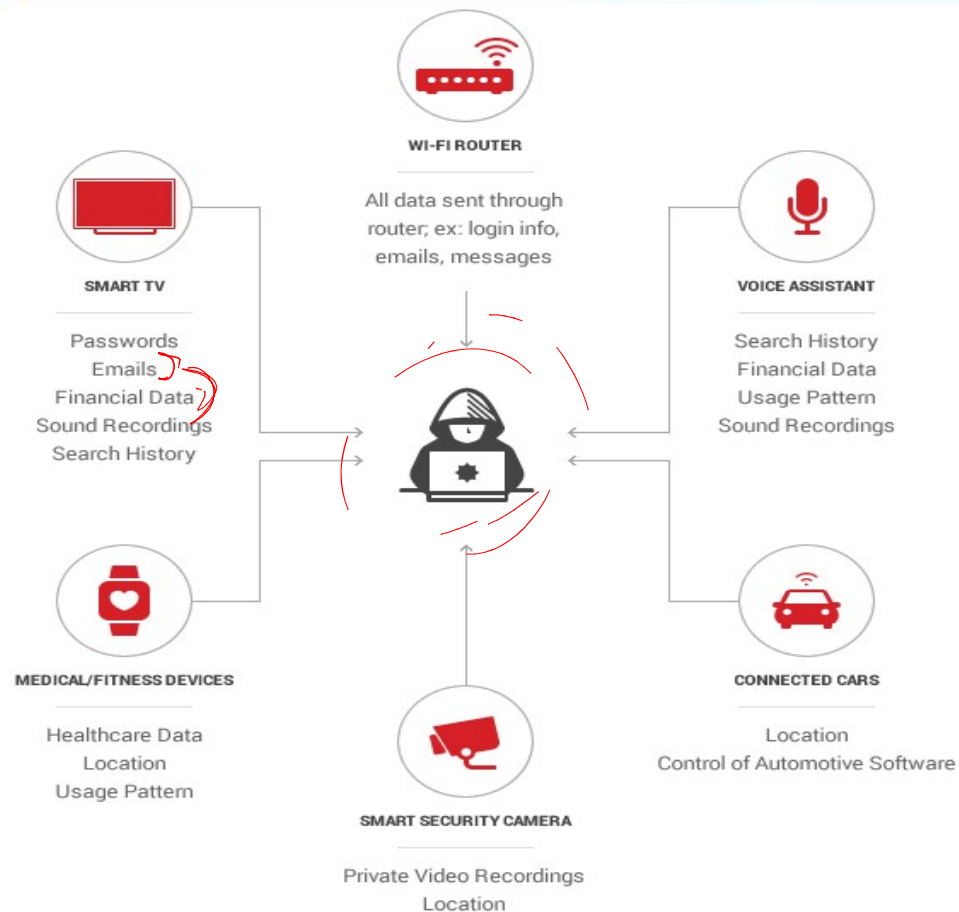 WI-FI ROUTER
All data sent through
router; ex: login info,
emails, messages
SMART TV
Passwords
Emails
Financial Data
Sound Recordings
Search History
VOICE ASSISTANT
Search History
Financial Data
Usage Pattern
Sound Recordings
MEDICAL/FITNESS DEVICES
Healthcare Data
Location
Usage Pattern
CONNECTED CARS
Location
Control of Automotive Software
SMART SECURITY CAMERA
Private Video Recordings
Location